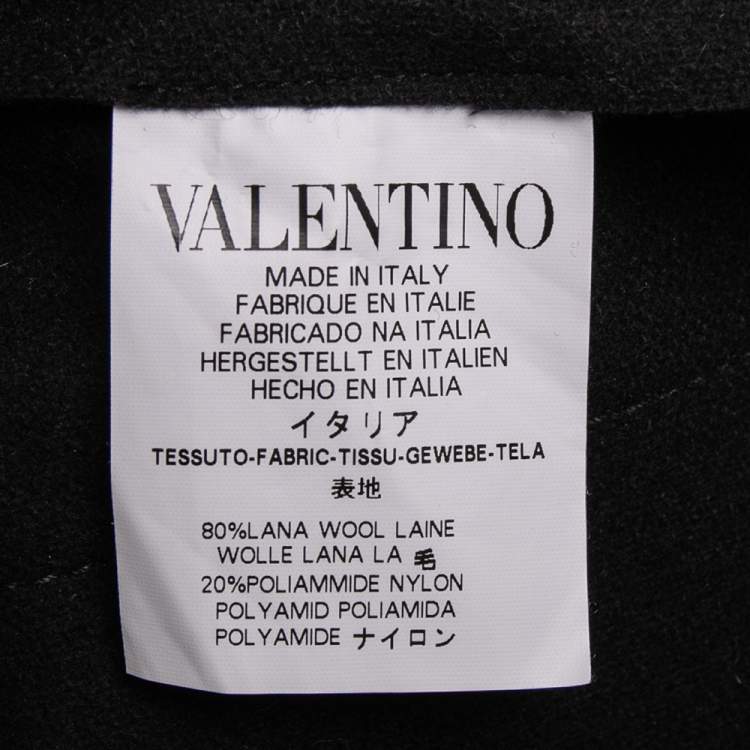 VALENTINO
MADE IN ITALY
FABRIQUE EN ITALIE
FABRICADO NA ITALIA
HERGESTELLT EN ITALIEN
HECHO EN ITALIA
イタリア
TESSUTO-FABRIC-TISSU-GEWEBE-TELA
表地
80%LANA WOOL LAINE
WOLLE LANA LA 毛
20%POLIAMMIDE NYLON
POLYAMID POLIAMIDA
POLYAMIDE ナイロン